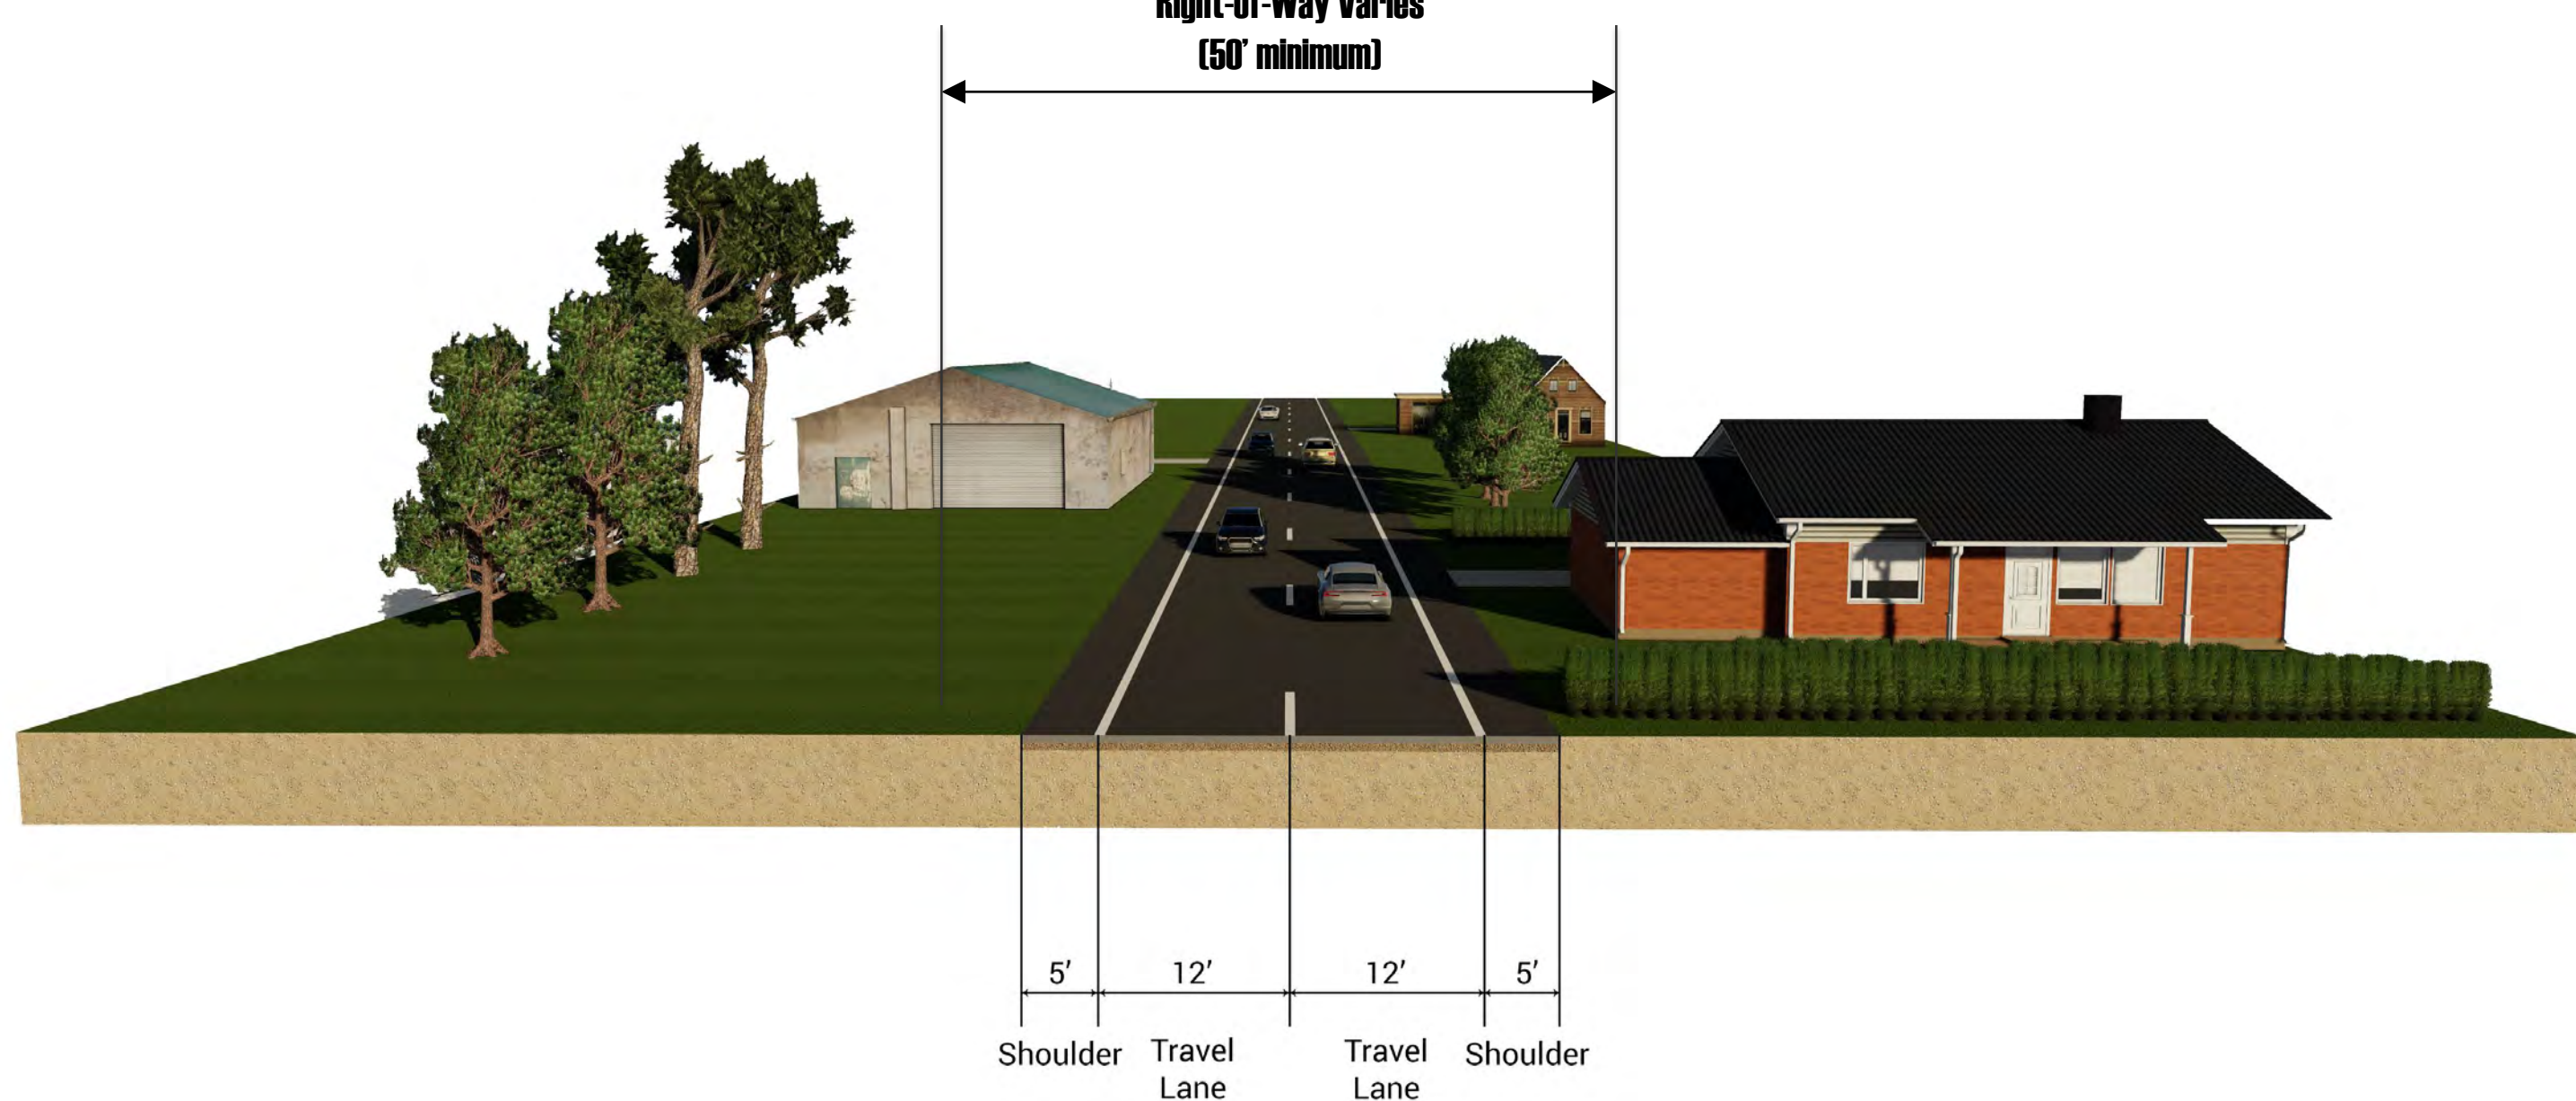 Right-of-Way Varies
(50’ minimum)
5’ 12’ 12’ 5’
Shoulder Travel Lane Travel Lane Shoulder